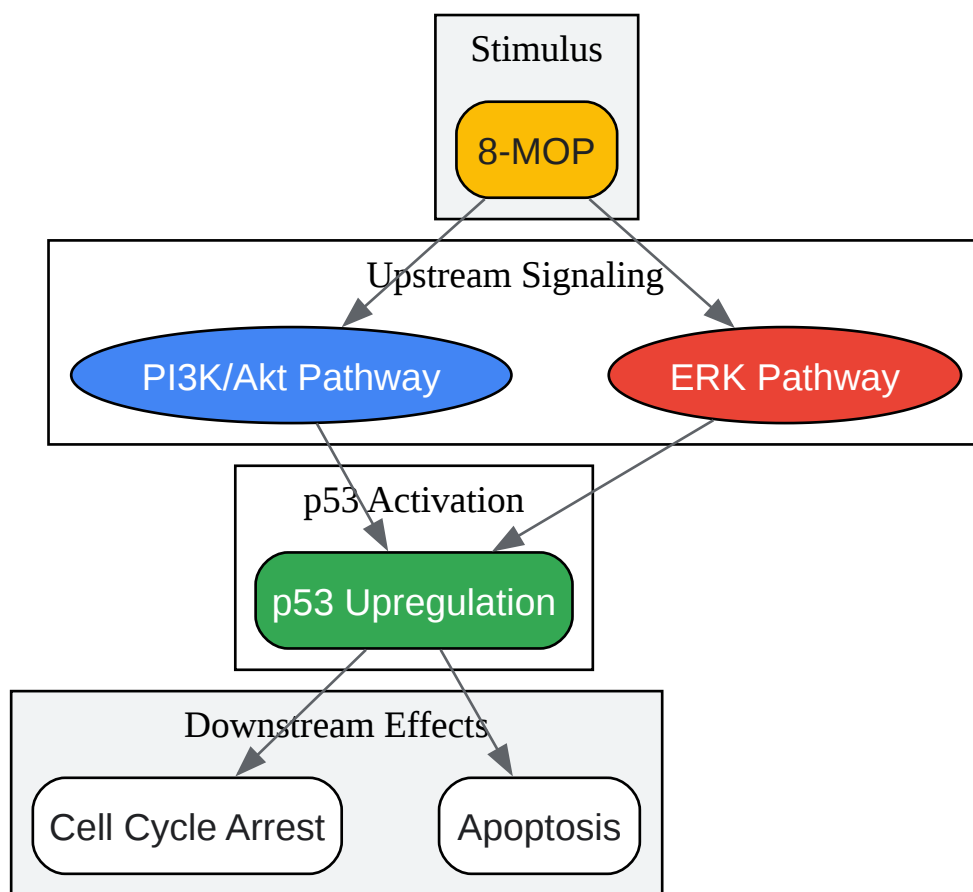 Stimulus
8-MOP
Upstream Signaling
PI3K/Akt Pathway
ERK Pathway
p53 Activation
p53 Upregulation
Downstream Effects
Cell Cycle Arrest
Apoptosis